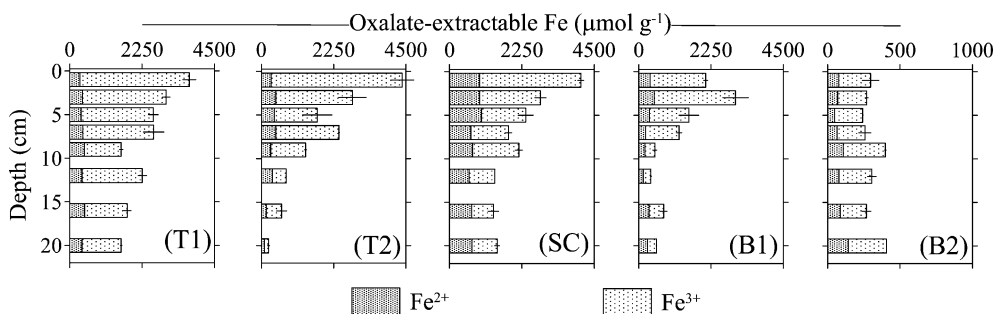 Oxalate-extractable Fe (μmol g⁻¹)
0 2250 4500 0 2250 4500 0 2250 4500 0 2250 4500 0 500 1000
Depth (cm)
0
5
10
15
20
(T1) (T2) (SC) (B1) (B2)
Fe²⁺ Fe³⁺